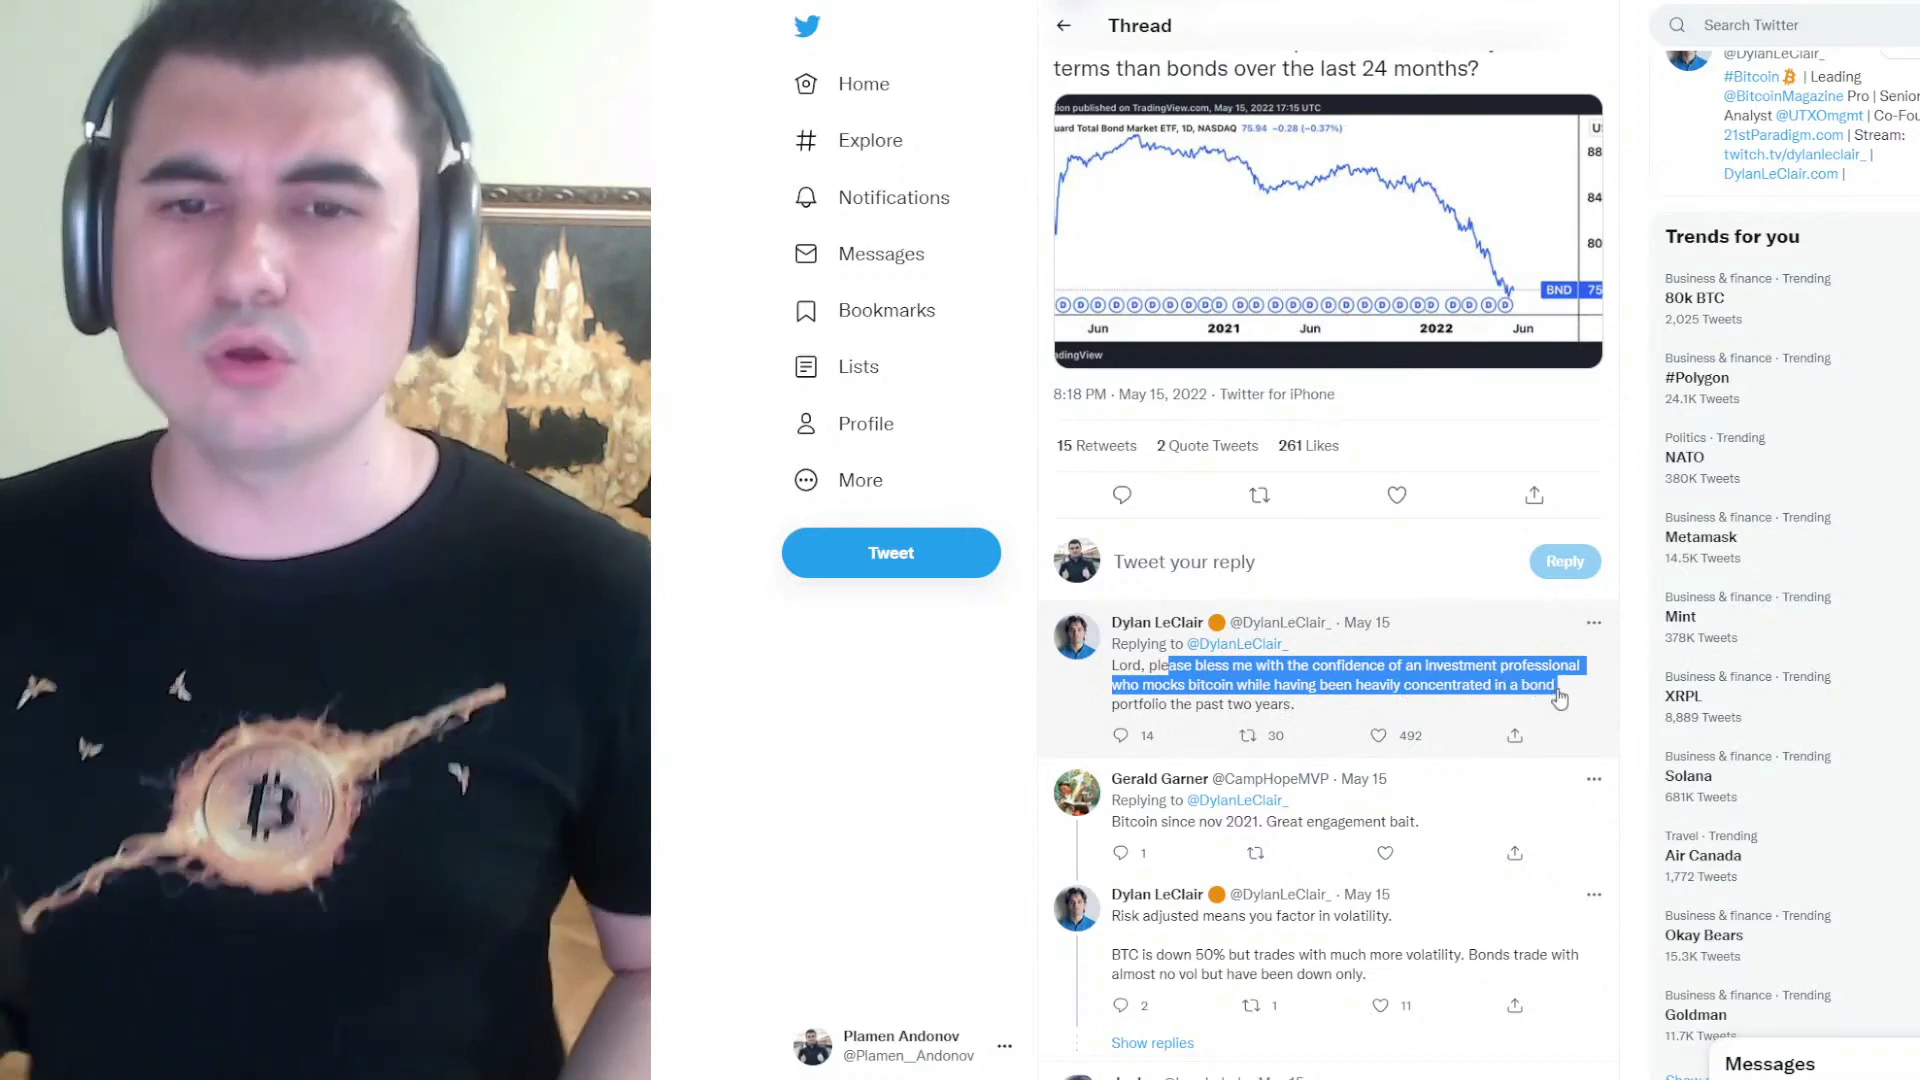 Home
Explore
Notifications
Messages
Bookmarks
Lists
Profile
More
Tweet
Plamen Andonov
@Plamen__Andonov
Thread
terms than bonds over the last 24 months?
published on TradingView.com, May 15, 2022 17:15 UTC
Total Bond Market ETF, 1D, NASDAQ 75.94 −0.28 (−0.37%)
88
84
80
BND 75
Jun 2021 Jun 2022 Jun
8:18 PM · May 15, 2022 · Twitter for iPhone
15 Retweets 2 Quote Tweets 261 Likes
Tweet your reply
Reply
Dylan LeClair @DylanLeClair_ · May 15
Replying to @DylanLeClair_
Lord, please bless me with the confidence of an investment professional
who mocks bitcoin while having been heavily concentrated in a bond
portfolio the past two years.
14 30 492
Gerald Garner @CampHopeMVP · May 15
Replying to @DylanLeClair_
Bitcoin since nov 2021. Great engagement bait.
1
Dylan LeClair @DylanLeClair_ · May 15
Risk adjusted means you factor in volatility.
BTC is down 50% but trades with much more volatility. Bonds trade with
almost no vol but have been down only.
2 1 11
Show replies
Search Twitter
@DylanLeClair_
#Bitcoin | Leading
@BitcoinMagazine Pro | Senior
Analyst @UTXOmgmt |
21stParadigm.com | Stream:
twitch.tv/dylanleclair_ |
DylanLeClair.com |
Trends for you
Business & finance · Trending
80k BTC
2,025 Tweets
Business & finance · Trending
#Polygon
24.1K Tweets
Politics · Trending
NATO
380K Tweets
Business & finance · Trending
Metamask
14.5K Tweets
Business & finance · Trending
Mint
378K Tweets
Business & finance · Trending
XRPL
8,889 Tweets
Business & finance · Trending
Solana
681K Tweets
Travel · Trending
Air Canada
1,772 Tweets
Business & finance · Trending
Okay Bears
15.3K Tweets
Business & finance · Trending
Goldman
11.7K Tweets
Messages